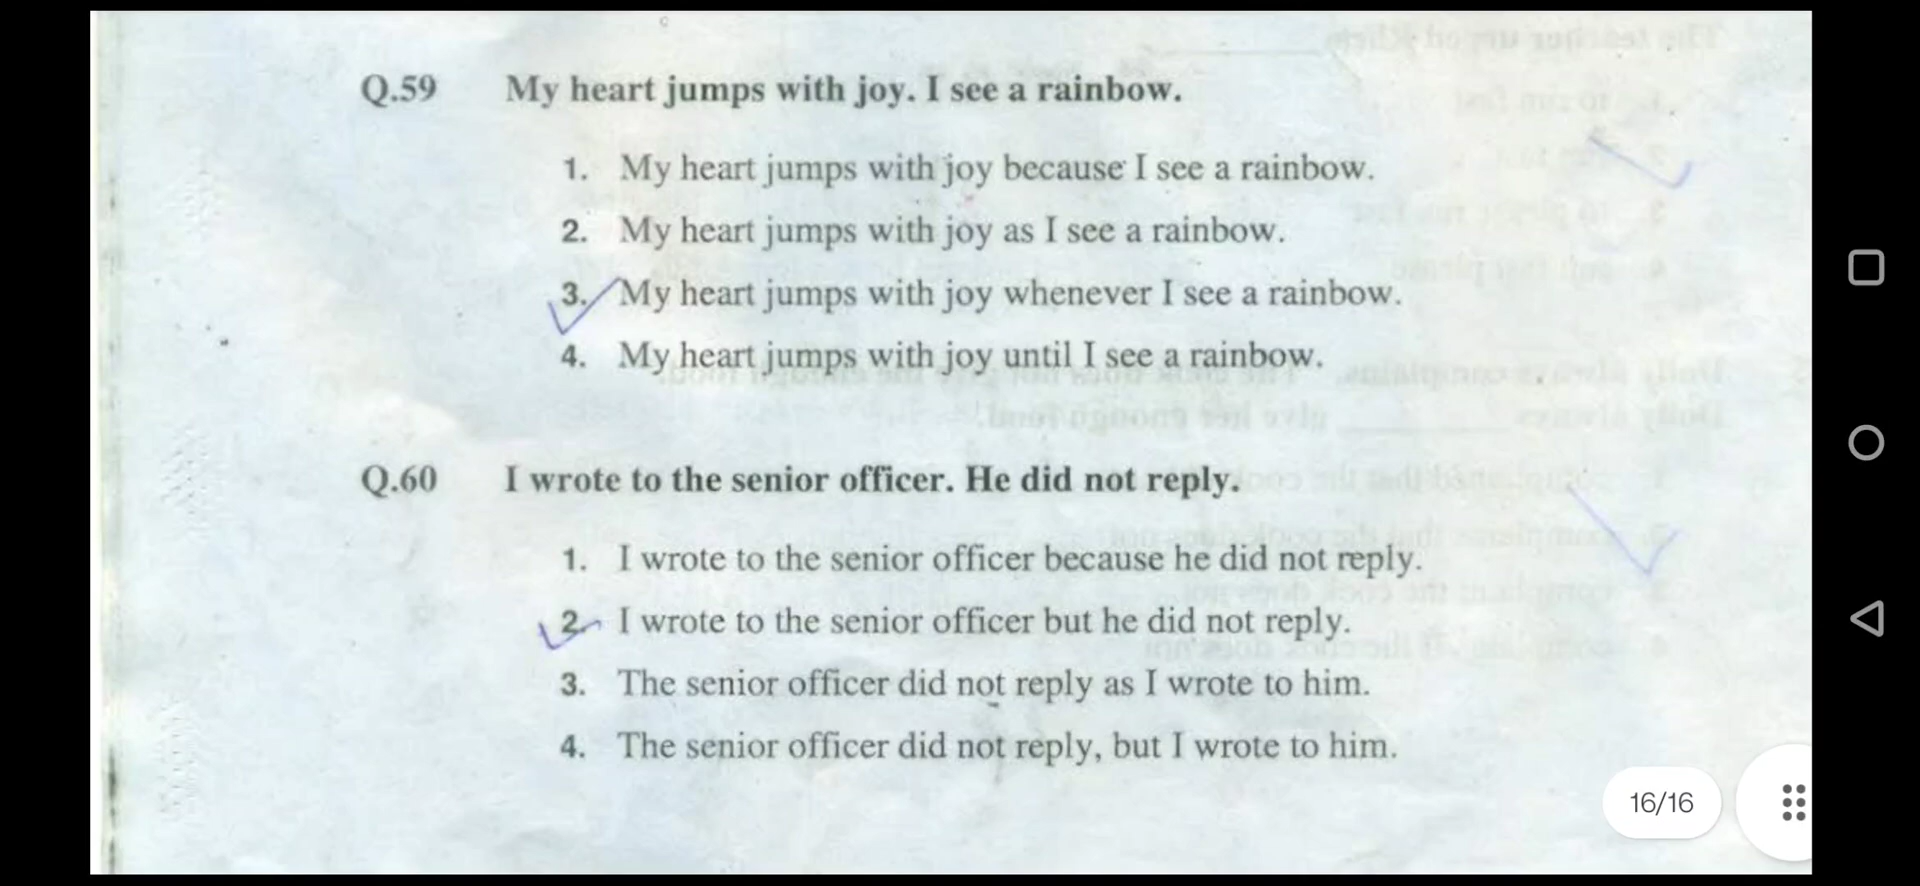 Q.59 My heart jumps with joy. I see a rainbow.
1. My heart jumps with joy because I see a rainbow.
2. My heart jumps with joy as I see a rainbow.
3. My heart jumps with joy whenever I see a rainbow.
4. My heart jumps with joy until I see a rainbow.
Q.60 I wrote to the senior officer. He did not reply.
1. I wrote to the senior officer because he did not reply.
2. I wrote to the senior officer but he did not reply.
3. The senior officer did not reply as I wrote to him.
4. The senior officer did not reply, but I wrote to him.
16/16